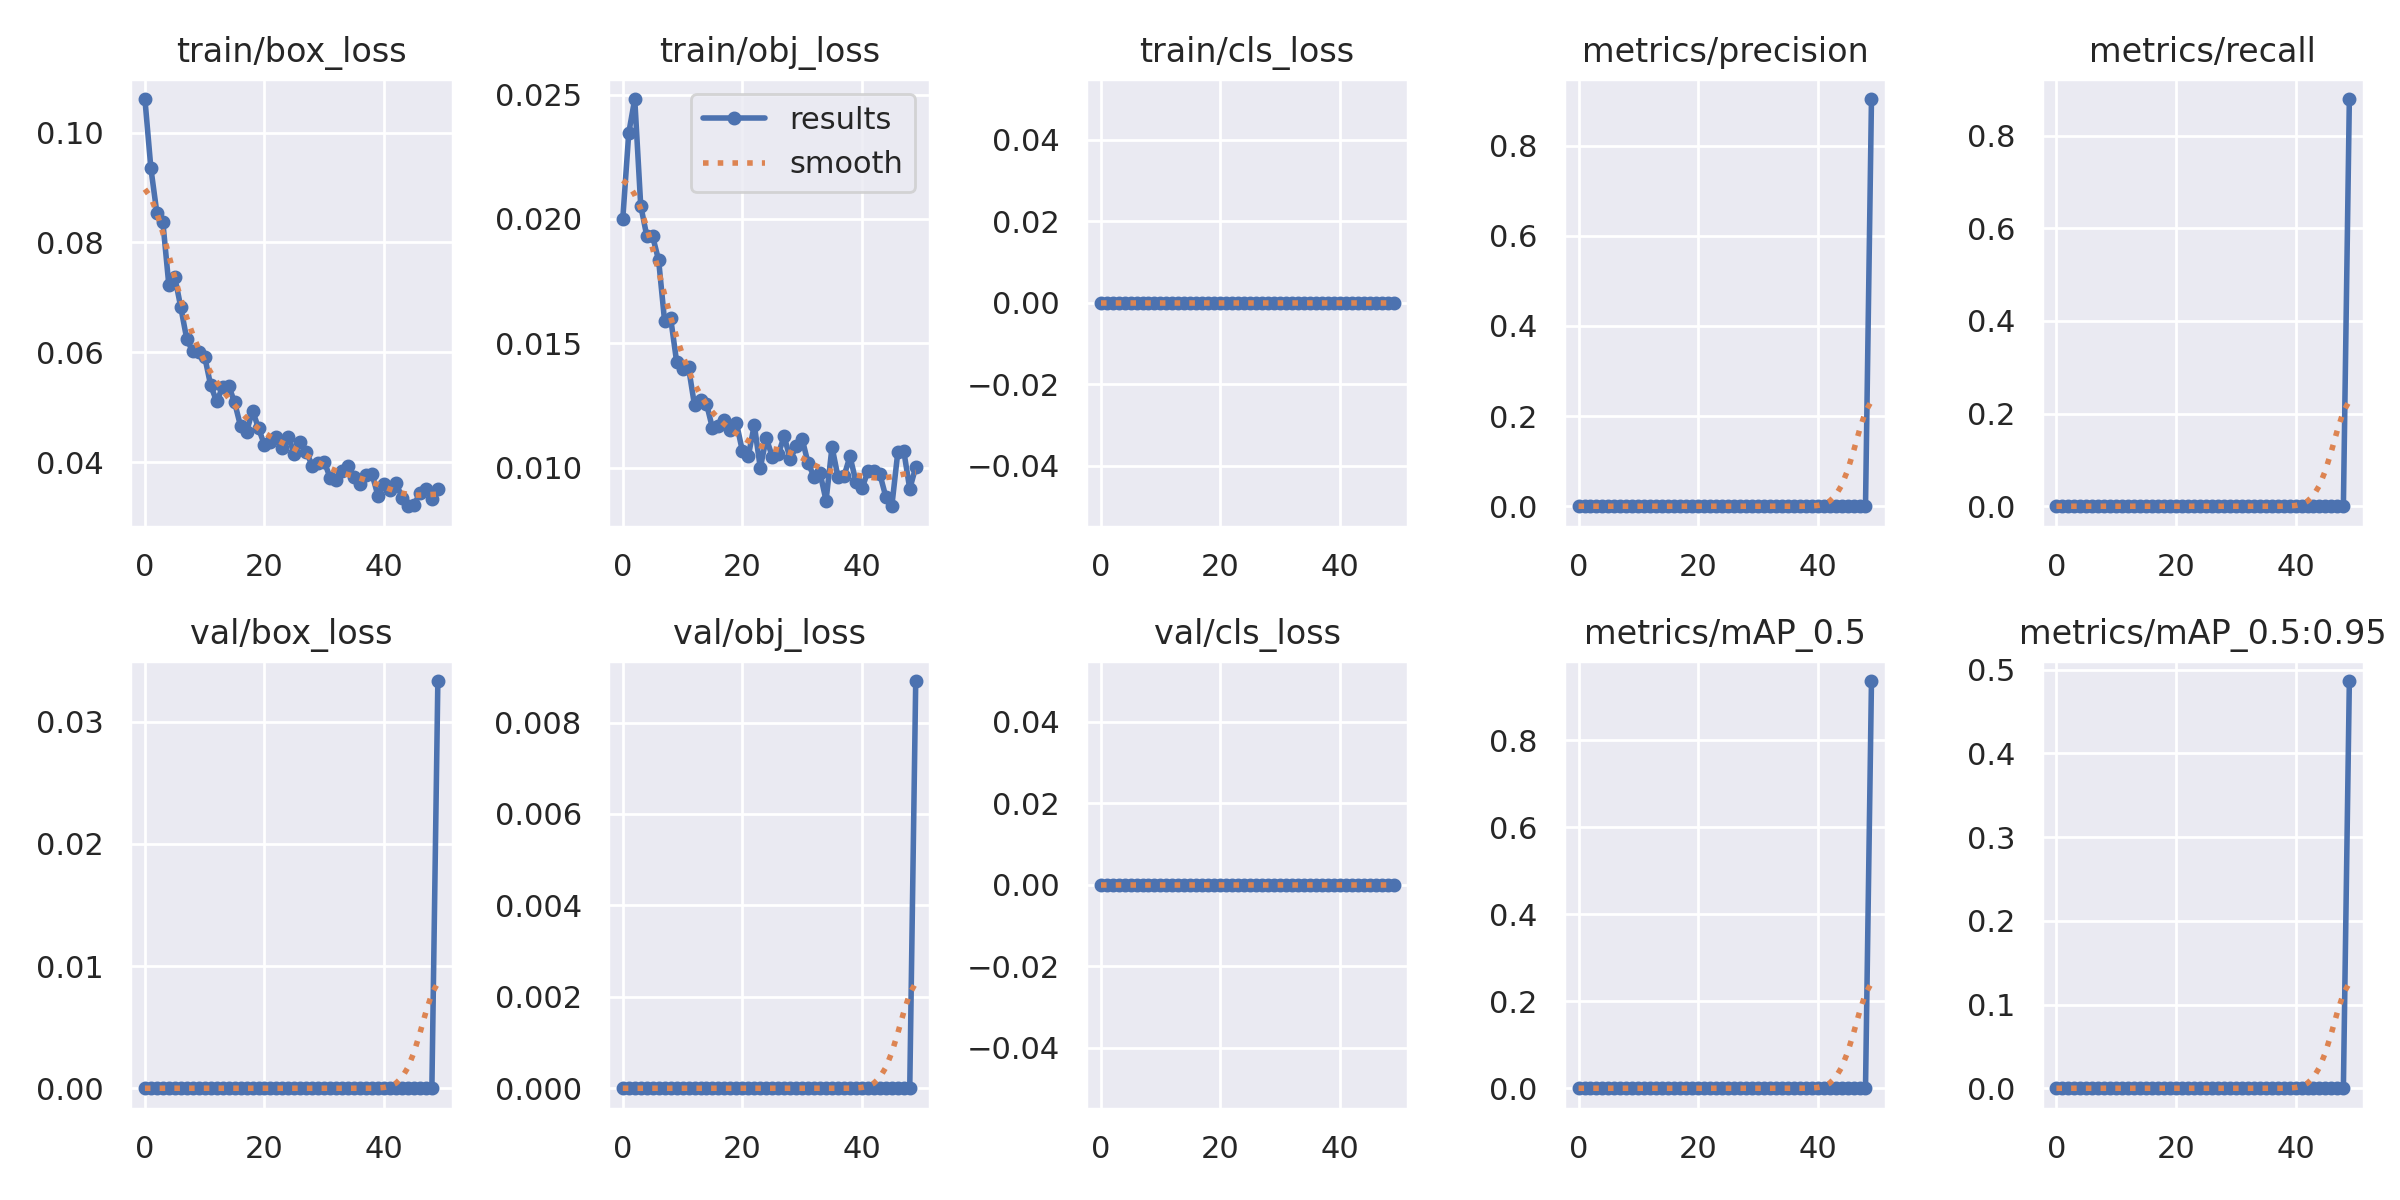 train/box_loss
train/obj_loss
train/cls_loss
metrics/precision
metrics/recall
0.10
0.08
0.06
0.04
0 20 40
0.025
0.020
0.015
0.010
results
smooth
0 20 40
0.04
0.02
0.00
−0.02
−0.04
0 20 40
0.8
0.6
0.4
0.2
0.0
0 20 40
0.8
0.6
0.4
0.2
0.0
0 20 40
val/box_loss
val/obj_loss
val/cls_loss
metrics/mAP_0.5
metrics/mAP_0.5:0.95
0.03
0.02
0.01
0.00
0 20 40
0.008
0.006
0.004
0.002
0.000
0 20 40
0.04
0.02
0.00
−0.02
−0.04
0 20 40
0.8
0.6
0.4
0.2
0.0
0 20 40
0.5
0.4
0.3
0.2
0.1
0.0
0 20 40